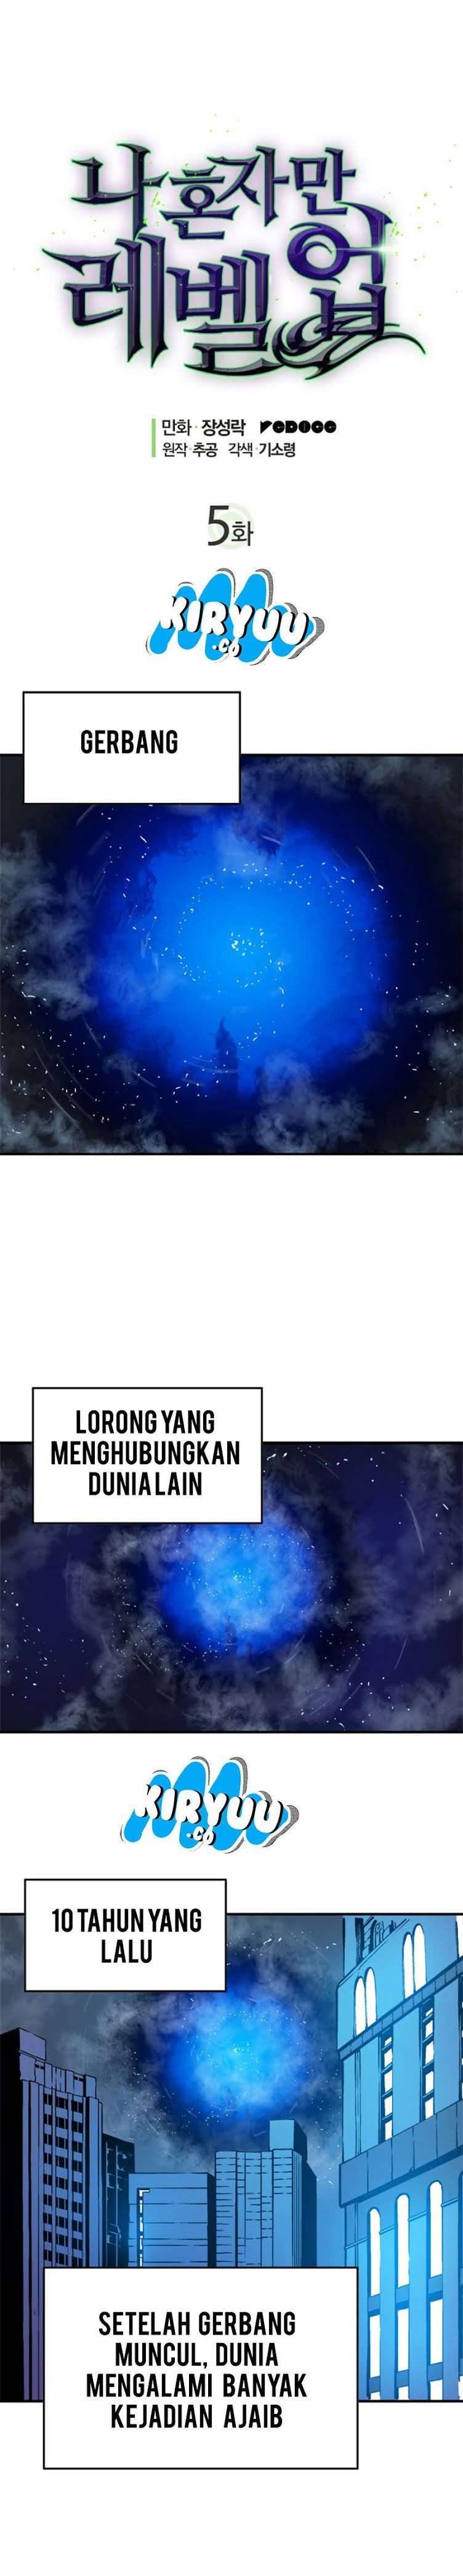 나 혼자만
레벨업
만화·장성락 REDICE
원작·추공 각색·기소령
5화
KIRYUU
.CO
GERBANG
LORONG YANG
MENGHUBUNGKAN
DUNIA LAIN
KIRYUU
.CO
10 TAHUN YANG
LALU
SETELAH GERBANG
MUNCUL, DUNIA
MENGALAMI BANYAK
KEJADIAN AJAIB